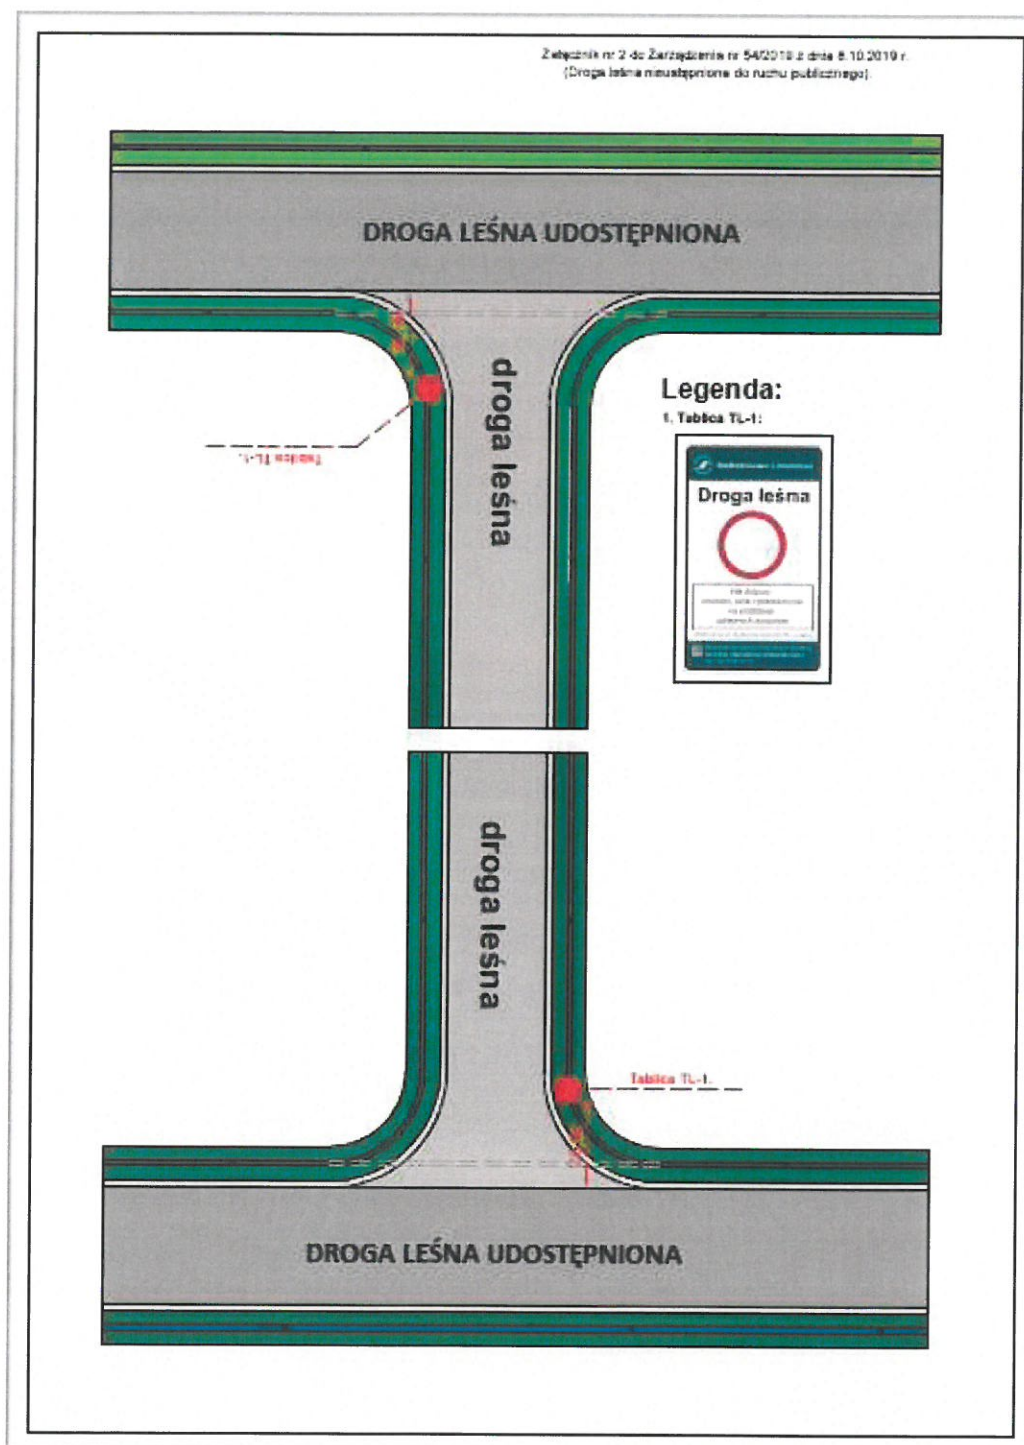 Załącznik nr 2 do Zarządzenia nr 54/2019 z dnia 8.10.2019 r.
(Droga leśna nieustępnione do ruchu publicznego)
DROGA LEŚNA UDOSTĘPNIONA
droga leśna
Tablica TL-1.
Legenda:
1. Tablica TL-1:
Droga leśna
droga leśna
Tablica TL-1.
DROGA LEŚNA UDOSTĘPNIONA